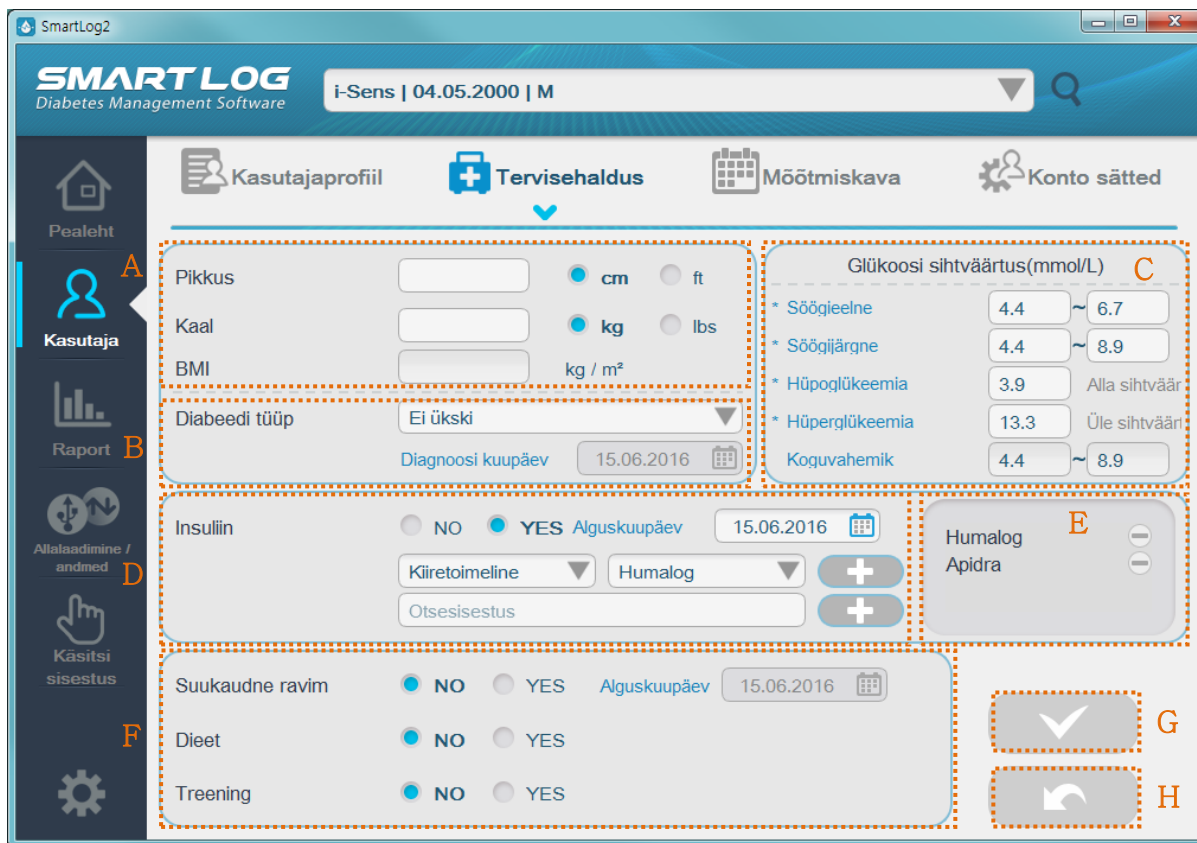 SmartLog2
SMART LOG
Diabetes Management Software
i-Sens | 04.05.2000 | M
Kasutajaprofiil
Tervisehaldus
Mõõtmiskava
Konto sätted
Pealeht
Kasutaja
Raport
Allalaadimine /
andmed
Käsitsi
sisestus
A
Pikkus cm ft
Kaal kg lbs
BMI kg / m²
B
Diabeedi tüüp Ei ükski
Diagnoosi kuupäev 15.06.2016
Glükoosi sihtväärtus(mmol/L) C
* Söögieelne 4.4 ~ 6.7
* Söögijärgne 4.4 ~ 8.9
* Hüpoglükeemia 3.9 Alla sihtväär
* Hüperglükeemia 13.3 Üle sihtväärt
Koguvahemik 4.4 ~ 8.9
D
Insuliin NO YES Alguskuupäev 15.06.2016
Kiiretoimeline Humalog
Otsesisestus
E
Humalog
Apidra
F
Suukaudne ravim NO YES Alguskuupäev 15.06.2016
Dieet NO YES
Treening NO YES
G
H